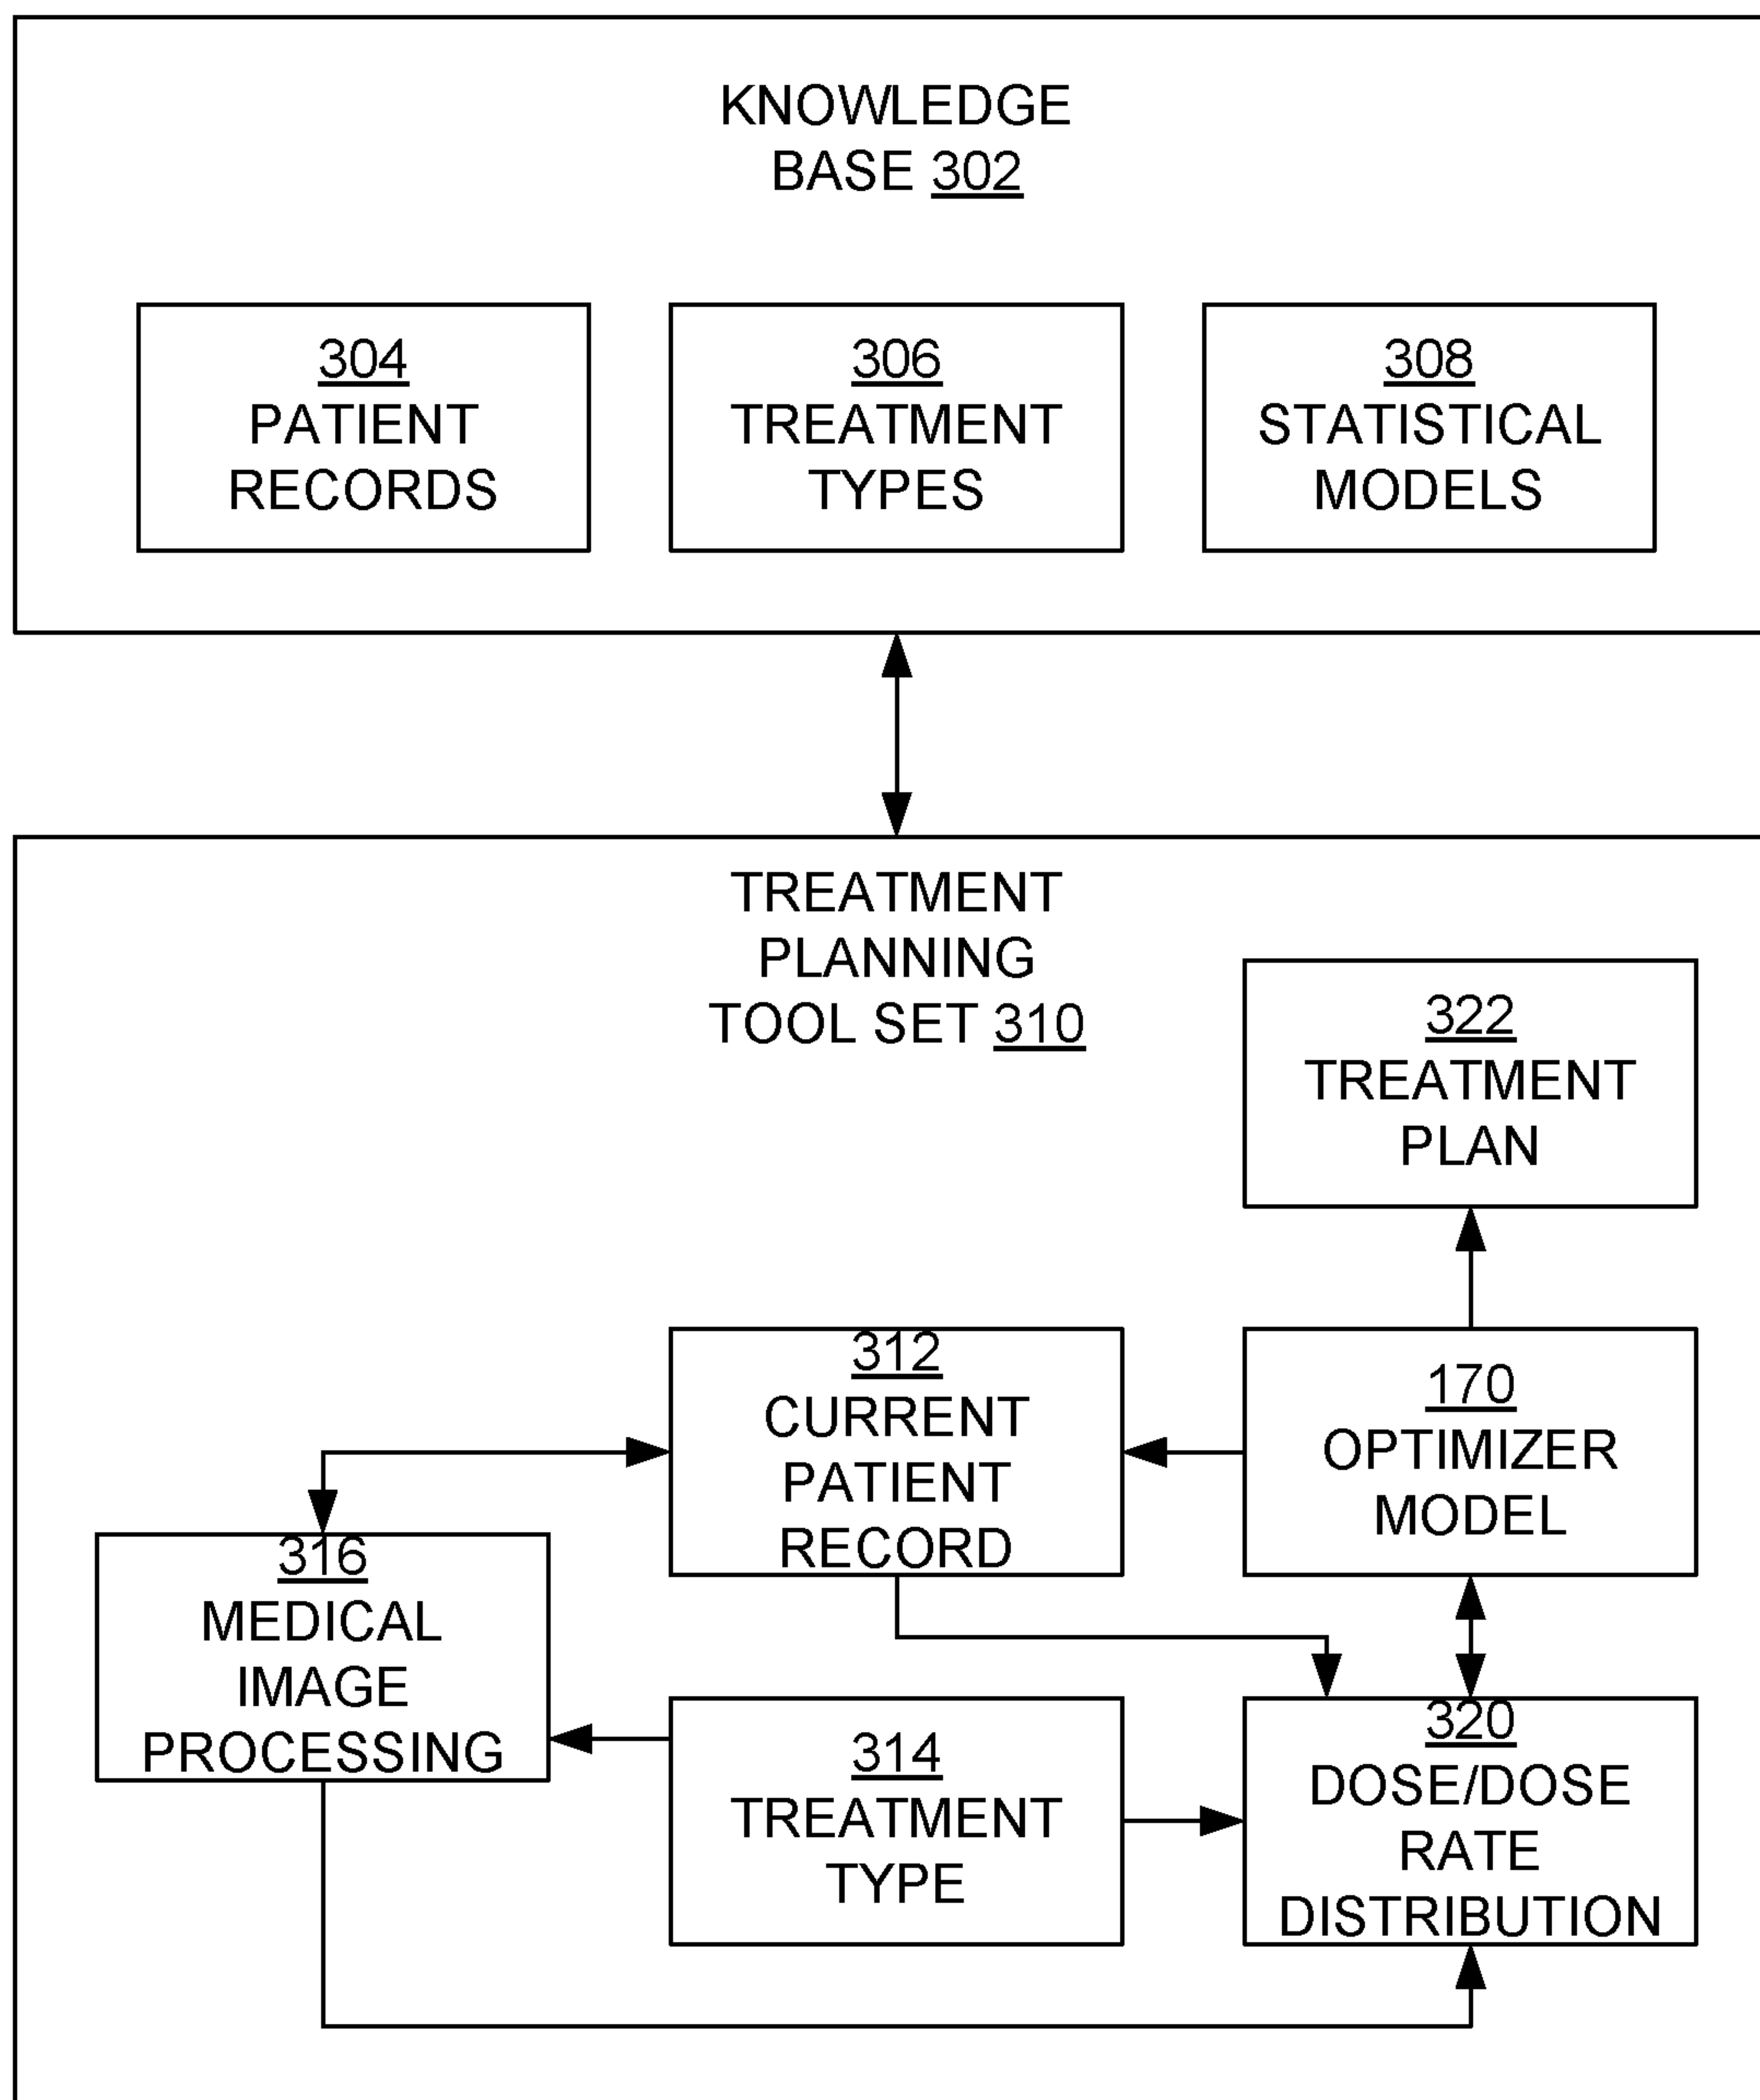 KNOWLEDGE
BASE 302
304
PATIENT
RECORDS
306
TREATMENT
TYPES
308
STATISTICAL
MODELS
TREATMENT
PLANNING
TOOL SET 310
322
TREATMENT
PLAN
312
CURRENT
PATIENT
RECORD
170
OPTIMIZER
MODEL
316
MEDICAL
IMAGE
PROCESSING
314
TREATMENT
TYPE
320
DOSE/DOSE
RATE
DISTRIBUTION